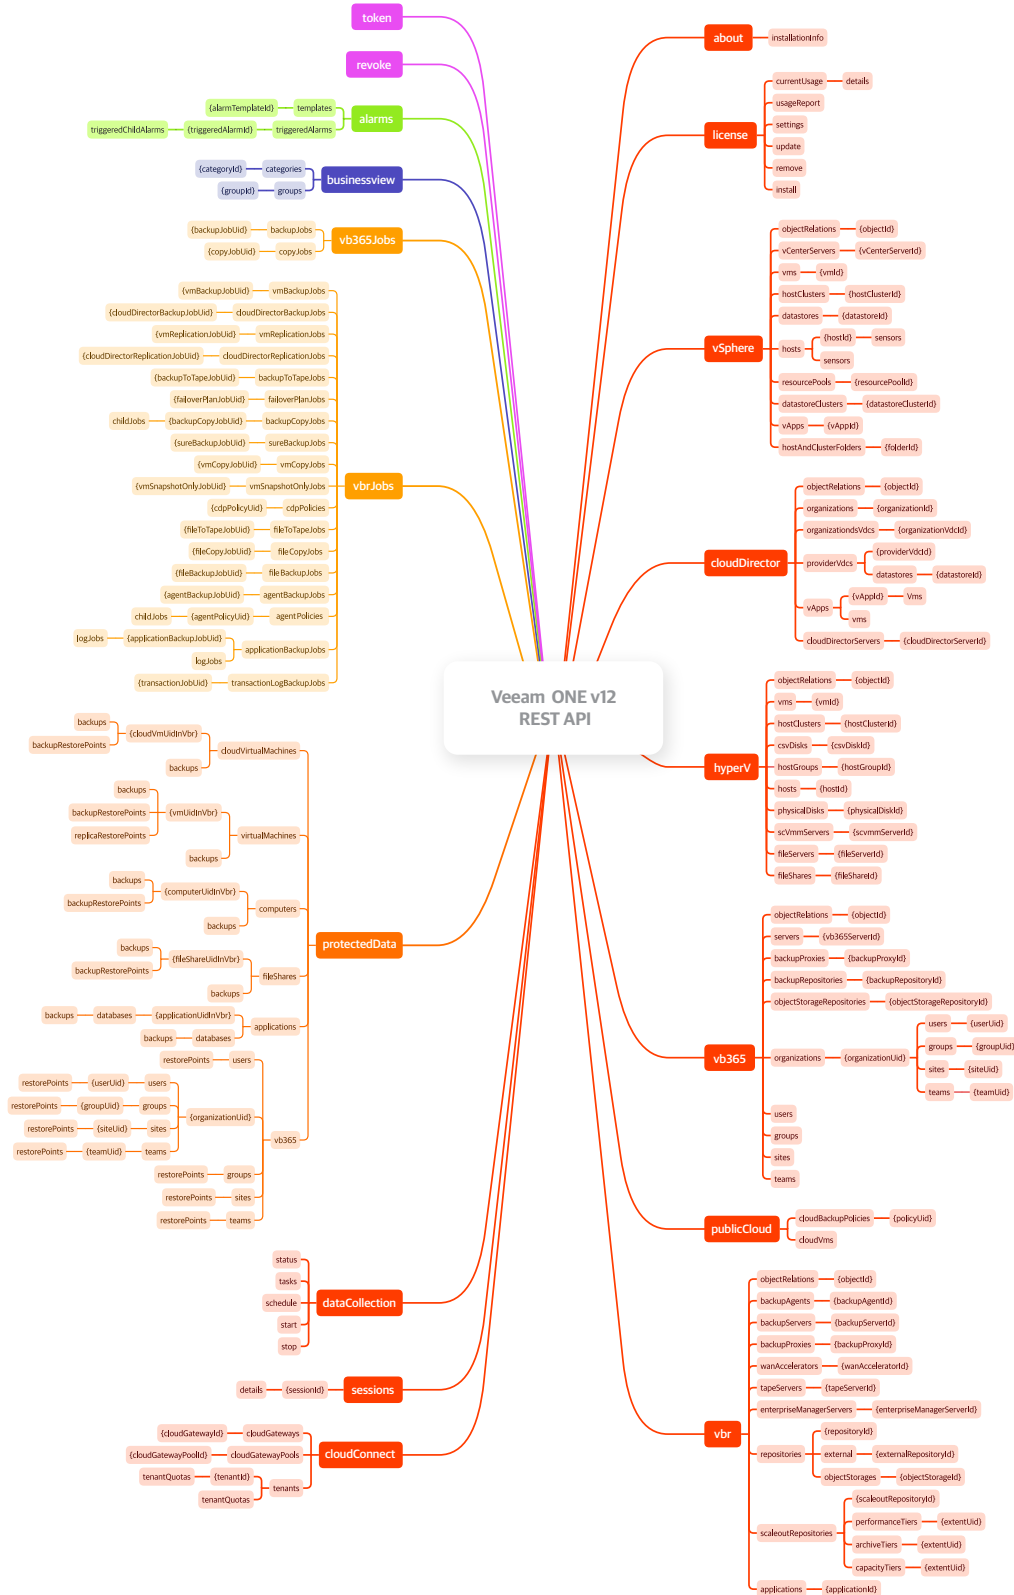 Veeam ONE v12
REST API
token
revoke
alarms
templates
{alarmTemplateId}
triggeredAlarms
{triggeredAlarmId}
triggeredChildAlarms
businessview
categories
{categoryId}
groups
{groupId}
vb365Jobs
backupJobs
{backupJobUid}
copyJobs
{copyJobUid}
vbrJobs
vmBackupJobs
{vmBackupJobUid}
cloudDirectorBackupJobs
{cloudDirectorBackupJobUid}
vmReplicationJobs
{vmReplicationJobUid}
cloudDirectorReplicationJobs
{cloudDirectorReplicationJobUid}
backupToTapeJobs
{backupToTapeJobUid}
failoverPlanJobs
{failoverPlanJobUid}
backupCopyJobs
{backupCopyJobUid}
childJobs
sureBackupJobs
{sureBackupJobUid}
vmCopyJobs
{vmCopyJobUid}
vmSnapshotOnlyJobs
{vmSnapshotOnlyJobUid}
cdpPolicies
{cdpPolicyUid}
fileToTapeJobs
{fileToTapeJobUid}
fileCopyJobs
{fileCopyJobUid}
fileBackupJobs
{fileBackupJobUid}
agentBackupJobs
{agentBackupJobUid}
agentPolicies
{agentPolicyUid}
childJobs
applicationBackupJobs
{applicationBackupJobUid}
logJobs
logJobs
transactionLogBackupJobs
{transactionJobUid}
protectedData
cloudVirtualMachines
{cloudVmUidInVbr}
backups
backupRestorePoints
backups
virtualMachines
{vmUidInVbr}
backups
backupRestorePoints
replicaRestorePoints
backups
computers
{computerUidInVbr}
backups
backupRestorePoints
backups
fileShares
{fileShareUidInVbr}
backups
backupRestorePoints
backups
applications
{applicationUidInVbr}
databases
backups
databases
backups
vb365
users
restorePoints
{organizationUid}
users
{userUid}
restorePoints
groups
{groupUid}
restorePoints
sites
{siteUid}
restorePoints
teams
{teamUid}
restorePoints
groups
restorePoints
sites
restorePoints
teams
restorePoints
dataCollection
status
tasks
schedule
start
stop
sessions
{sessionId}
details
cloudConnect
cloudGateways
{cloudGatewayId}
cloudGatewayPools
{cloudGatewayPoolId}
tenants
{tenantId}
tenantQuotas
tenantQuotas
about
installationInfo
license
currentUsage
details
usageReport
settings
update
remove
install
vSphere
objectRelations
{objectId}
vCenterServers
{vCenterServerId}
vms
{vmId}
hostClusters
{hostClusterId}
datastores
{datastoreId}
hosts
{hostId}
sensors
sensors
resourcePools
{resourcePoolId}
datastoreClusters
{datastoreClusterId}
vApps
{vAppId}
hostAndClusterFolders
{folderId}
cloudDirector
objectRelations
{objectId}
organizations
{organizationId}
organizationdsVdcs
{organizationVdcId}
providerVdcs
{providerVdcId}
datastores
{datastoreId}
vApps
{vAppId}
Vms
vms
cloudDirectorServers
{cloudDirectorServerId}
hyperV
objectRelations
{objectId}
vms
{vmId}
hostClusters
{hostClusterId}
csvDisks
{csvDiskId}
hostGroups
{hostGroupId}
hosts
{hostId}
physicalDisks
{physicalDiskId}
scVmmServers
{scvmmServerId}
fileServers
{fileServerId}
fileShares
{fileShareId}
vb365
objectRelations
{objectId}
servers
{vb365ServerId}
backupProxies
{backupProxyId}
backupRepositories
{backupRepositoryId}
objectStorageRepositories
{objectStorageRepositoryId}
organizations
{organizationUid}
users
{userUid}
groups
{groupUid}
sites
{siteUid}
teams
{teamUid}
users
groups
sites
teams
publicCloud
cloudBackupPolicies
{policyUid}
cloudVms
vbr
objectRelations
{objectId}
backupAgents
{backupAgentId}
backupServers
{backupServerId}
backupProxies
{backupProxyId}
wanAccelerators
{wanAcceleratorId}
tapeServers
{tapeServerId}
enterpriseManagerServers
{enterpriseManagerServerId}
repositories
{repositoryId}
external
{externalRepositoryId}
objectStorages
{objectStorageId}
scaleoutRepositories
{scaleoutRepositoryId}
performanceTiers
{extentUid}
archiveTiers
{extentUid}
capacityTiers
{extentUid}
applications
{applicationId}